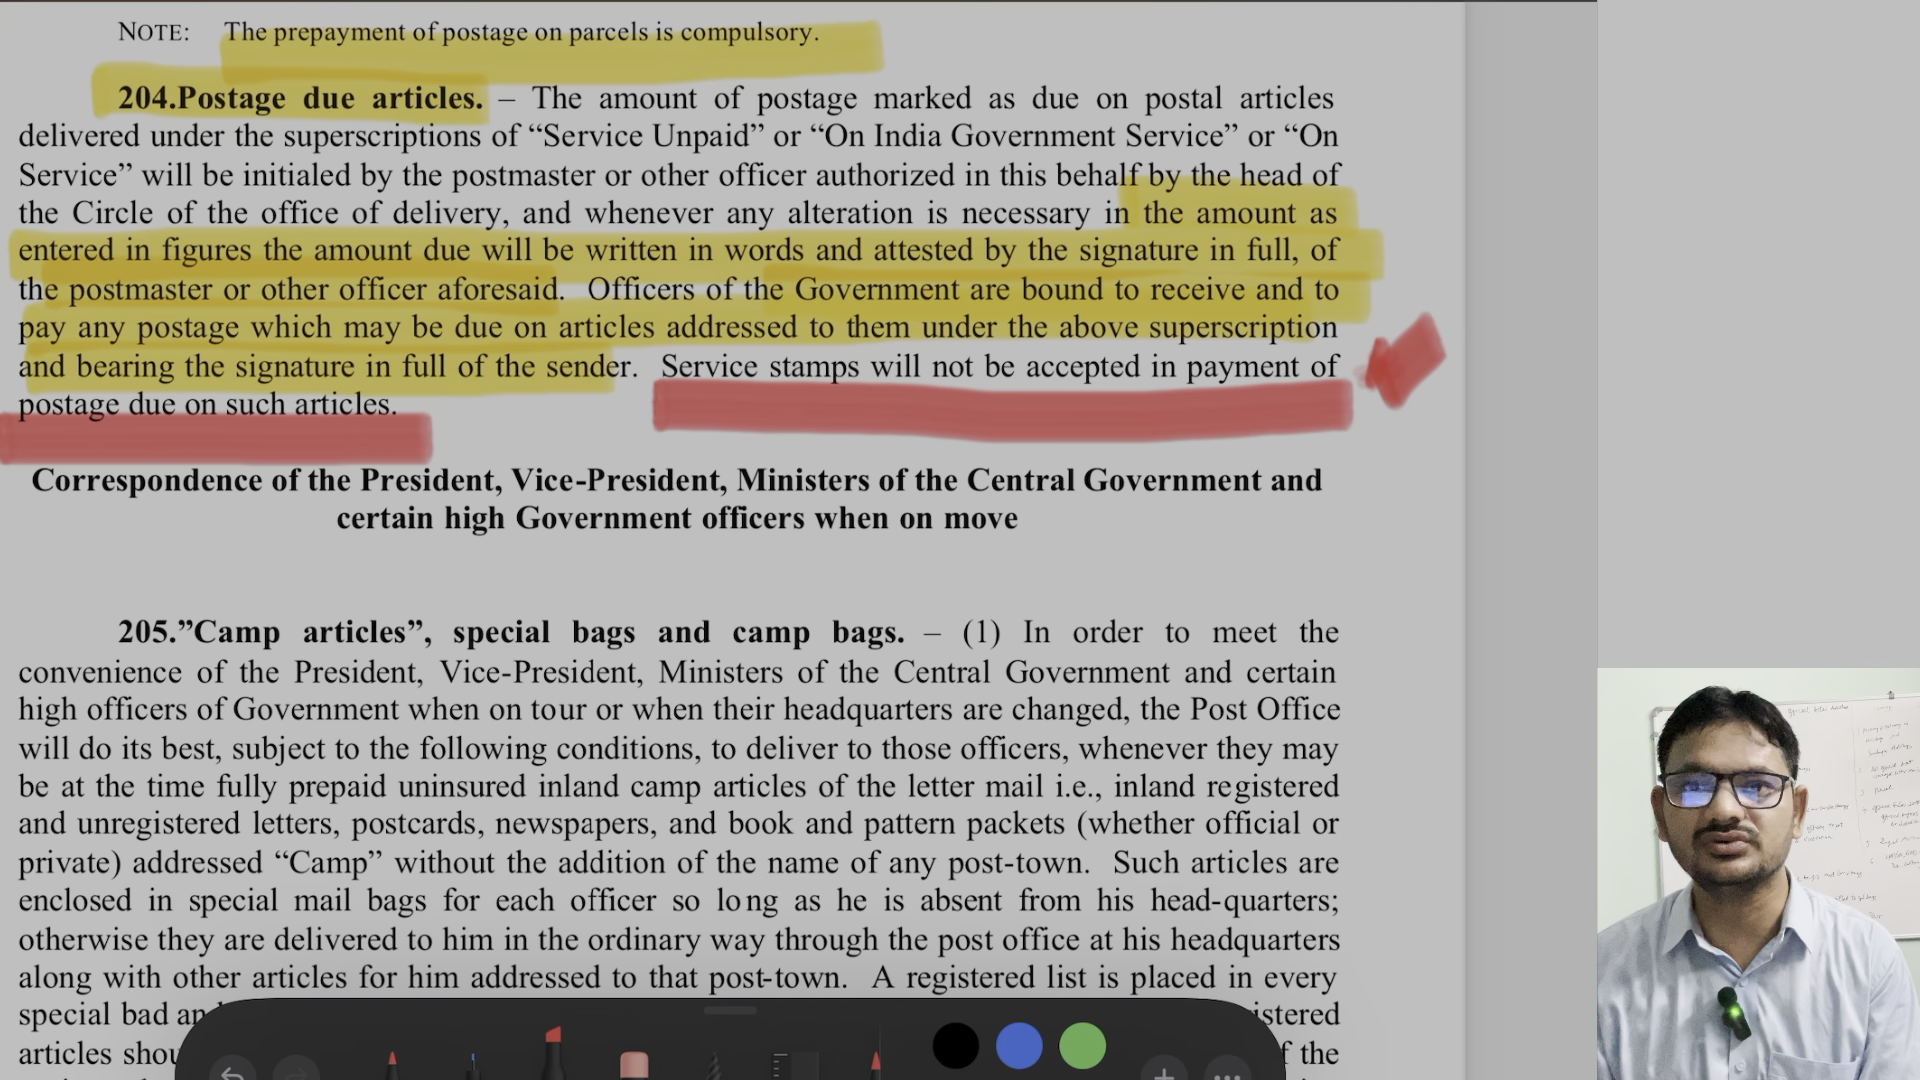 NOTE: The prepayment of postage on parcels is compulsory.
204.Postage due articles. – The amount of postage marked as due on postal articles
delivered under the superscriptions of “Service Unpaid” or “On India Government Service” or “On
Service” will be initialed by the postmaster or other officer authorized in this behalf by the head of
the Circle of the office of delivery, and whenever any alteration is necessary in the amount as
entered in figures the amount due will be written in words and attested by the signature in full, of
the postmaster or other officer aforesaid. Officers of the Government are bound to receive and to
pay any postage which may be due on articles addressed to them under the above superscription
and bearing the signature in full of the sender. Service stamps will not be accepted in payment of
postage due on such articles.
Correspondence of the President, Vice-President, Ministers of the Central Government and
certain high Government officers when on move
205.”Camp articles”, special bags and camp bags. – (1) In order to meet the
convenience of the President, Vice-President, Ministers of the Central Government and certain
high officers of Government when on tour or when their headquarters are changed, the Post Office
will do its best, subject to the following conditions, to deliver to those officers, whenever they may
be at the time fully prepaid uninsured inland camp articles of the letter mail i.e., inland registered
and unregistered letters, postcards, newspapers, and book and pattern packets (whether official or
private) addressed “Camp” without the addition of the name of any post-town. Such articles are
enclosed in special mail bags for each officer so long as he is absent from his head-quarters;
otherwise they are delivered to him in the ordinary way through the post office at his headquarters
along with other articles for him addressed to that post-town. A registered list is placed in every
special bad an
articles the